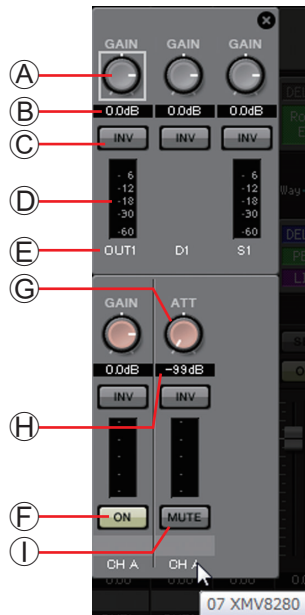 GAIN GAIN GAIN
A
B 0.0dB 0.0dB 0.0dB
C INV INV INV
- 6 - 6
-12 -12
D -18 -18
-30 -30
-60 -60
E OUT1 D1 S1
G
GAIN ATT
0.0dB -99dB
H INV INV
F ON MUTE
I
CH A CH A
07 XMV8280